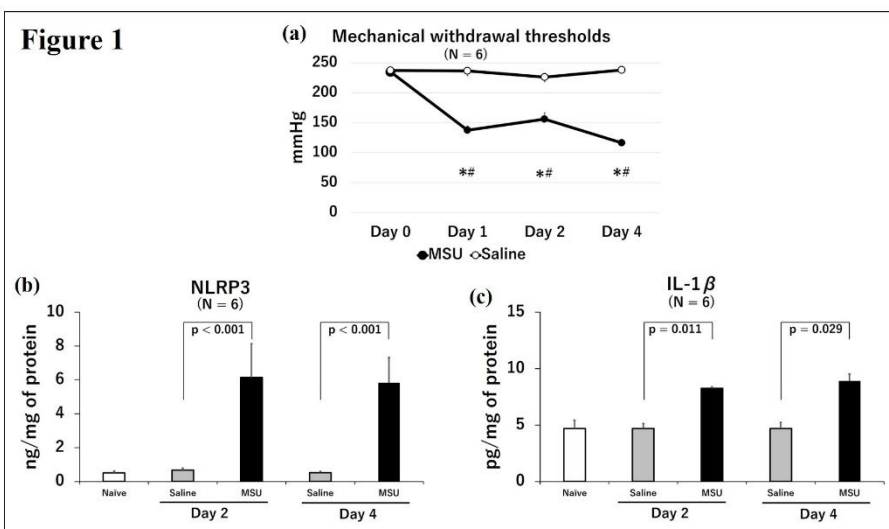 Figure 1
(a)
Mechanical withdrawal thresholds
(N = 6)
250
200
150
100
50
0
mmHg
*#
*#
*#
Day 0
Day 1
Day 2
Day 4
MSU
Saline
(b)
NLRP3
(N = 6)
10
8
6
4
2
0
ng/mg of protein
p < 0.001
p < 0.001
Naïve
Saline
MSU
Saline
MSU
Day 2
Day 4
(c)
IL-1β
(N = 6)
15
10
5
0
pg/mg of protein
p = 0.011
p = 0.029
Naïve
Saline
MSU
Saline
MSU
Day 2
Day 4